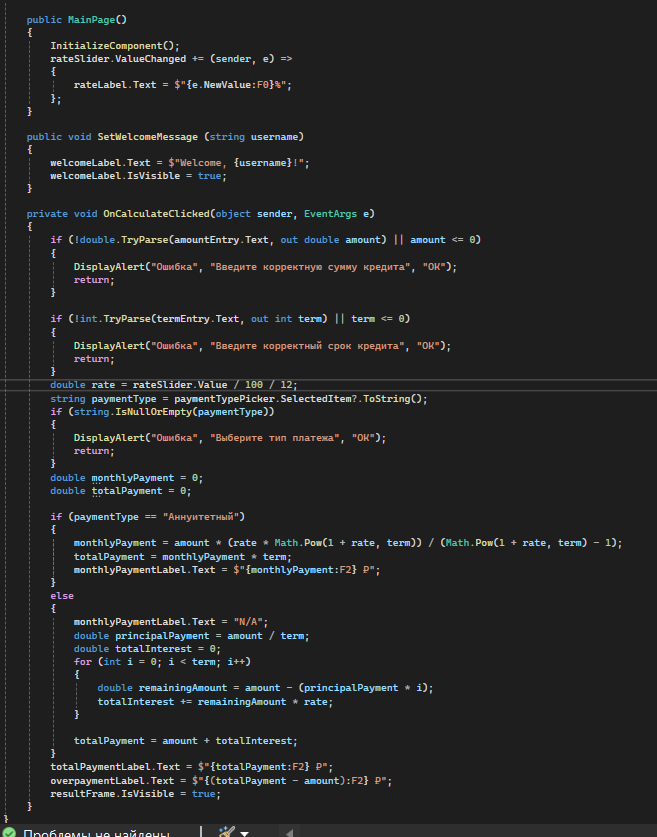 public MainPage()
{
InitializeComponent();
rateSlider.ValueChanged += (sender, e) =>
{
rateLabel.Text = $"{e.NewValue:F0}%";
};
}
public void SetWelcomeMessage (string username)
{
welcomeLabel.Text = $"Welcome, {username}!";
welcomeLabel.IsVisible = true;
}
private void OnCalculateClicked(object sender, EventArgs e)
{
if (!double.TryParse(amountEntry.Text, out double amount) || amount <= 0)
{
DisplayAlert("Ошибка", "Введите корректную сумму кредита", "ОК");
return;
}
if (!int.TryParse(termEntry.Text, out int term) || term <= 0)
{
DisplayAlert("Ошибка", "Введите корректный срок кредита", "ОК");
return;
}
double rate = rateSlider.Value / 100 / 12;
string paymentType = paymentTypePicker.SelectedItem?.ToString();
if (string.IsNullOrEmpty(paymentType))
{
DisplayAlert("Ошибка", "Выберите тип платежа", "ОК");
return;
}
double monthlyPayment = 0;
double totalPayment = 0;
if (paymentType == "Аннуитетный")
{
monthlyPayment = amount * (rate * Math.Pow(1 + rate, term)) / (Math.Pow(1 + rate, term) - 1);
totalPayment = monthlyPayment * term;
monthlyPaymentLabel.Text = $"{monthlyPayment:F2} ₽";
}
else
{
monthlyPaymentLabel.Text = "N/A";
double principalPayment = amount / term;
double totalInterest = 0;
for (int i = 0; i < term; i++)
{
double remainingAmount = amount - (principalPayment * i);
totalInterest += remainingAmount * rate;
}
totalPayment = amount + totalInterest;
}
totalPaymentLabel.Text = $"{totalPayment:F2} ₽";
overpaymentLabel.Text = $"{(totalPayment - amount):F2} ₽";
resultFrame.IsVisible = true;
}
}
Проблемы не найдены